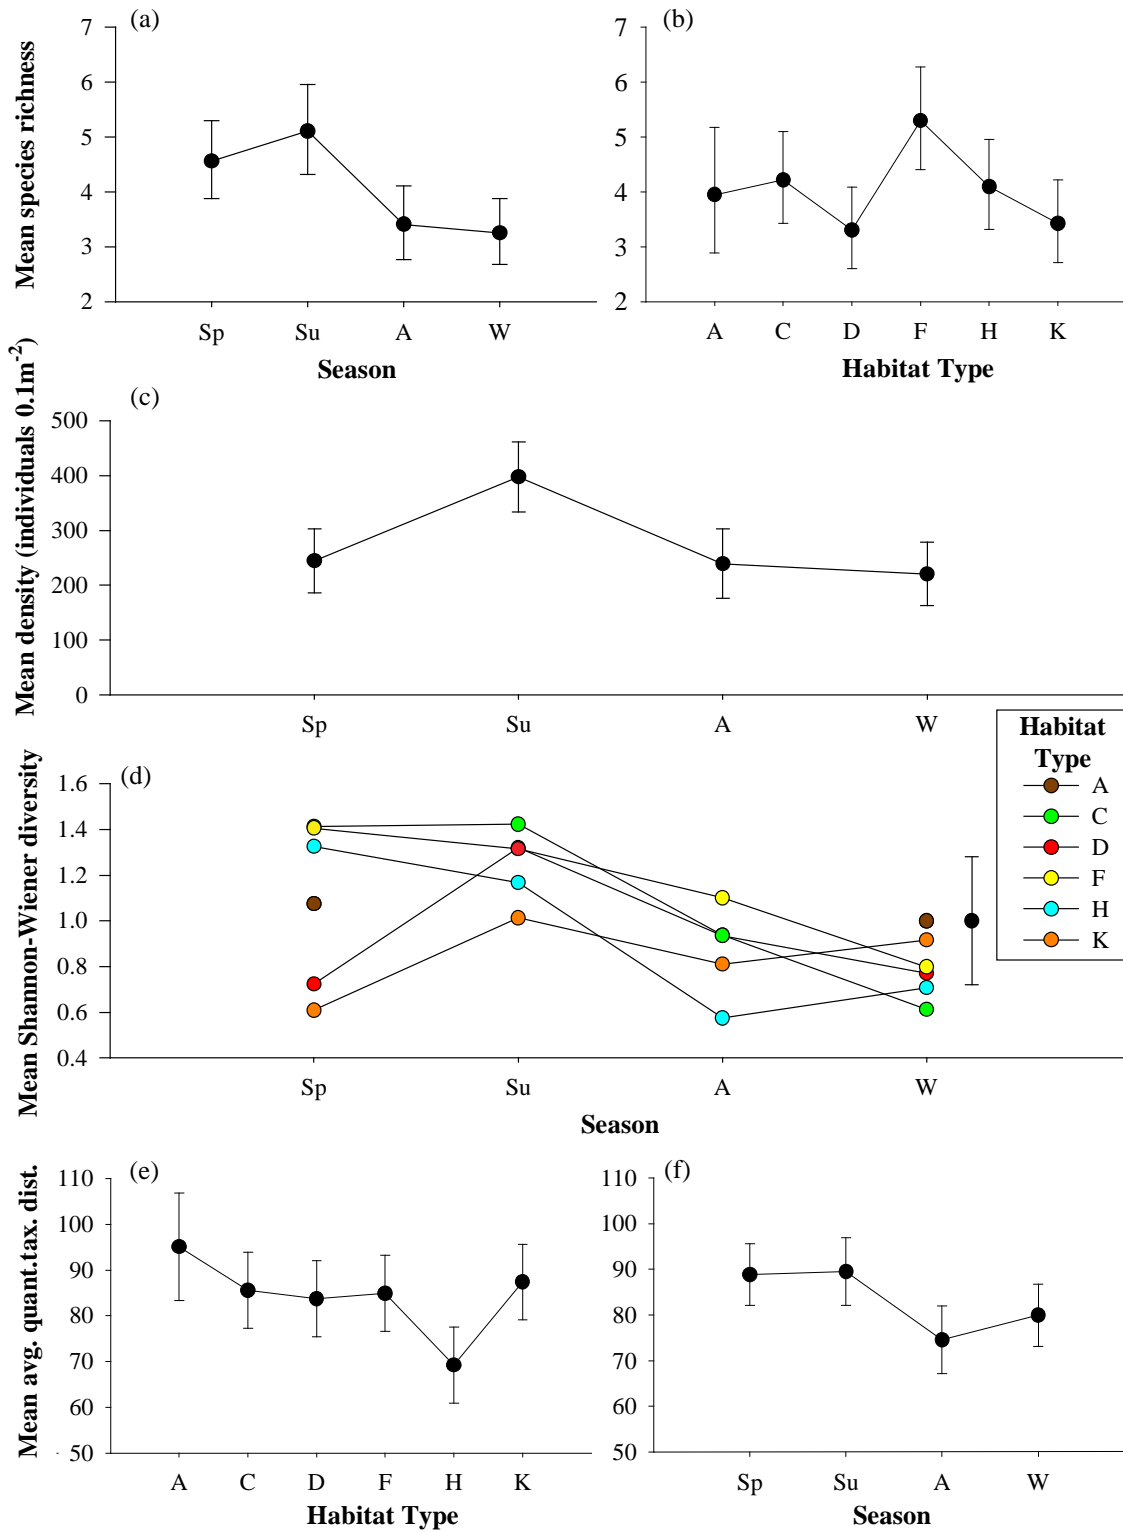 (a)
Mean species richness
7
6
5
4
3
2
Sp Su A W
Season
(b)
7
6
5
4
3
2
A C D F H K
Habitat Type
(c)
Mean density (individuals 0.1m⁻²)
500
400
300
200
100
0
Sp Su A W
(d)
Mean Shannon-Wiener diversity
1.6
1.4
1.2
1.0
0.8
0.6
0.4
Sp Su A W
Season
Habitat
Type
A
C
D
F
H
K
(e)
Mean avg. quant.tax. dist.
110
100
90
80
70
60
50
A C D F H K
Habitat Type
(f)
110
100
90
80
70
60
50
Sp Su A W
Season